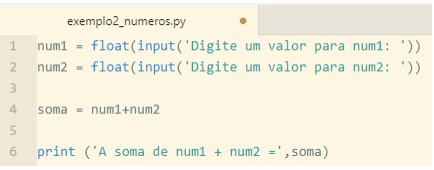 exemplo2_numeros.py
1 num1 = float(input('Digite um valor para num1: '))
2 num2 = float(input('Digite um valor para num2: '))
3
4 soma = num1+num2
5
6 print ('A soma de num1 + num2 =',soma)